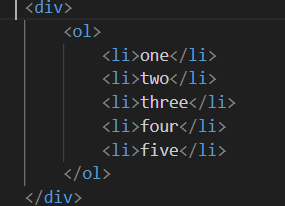 <div>
    <ol>
        <li>one</li>
        <li>two</li>
        <li>three</li>
        <li>four</li>
        <li>five</li>
    </ol>
</div>